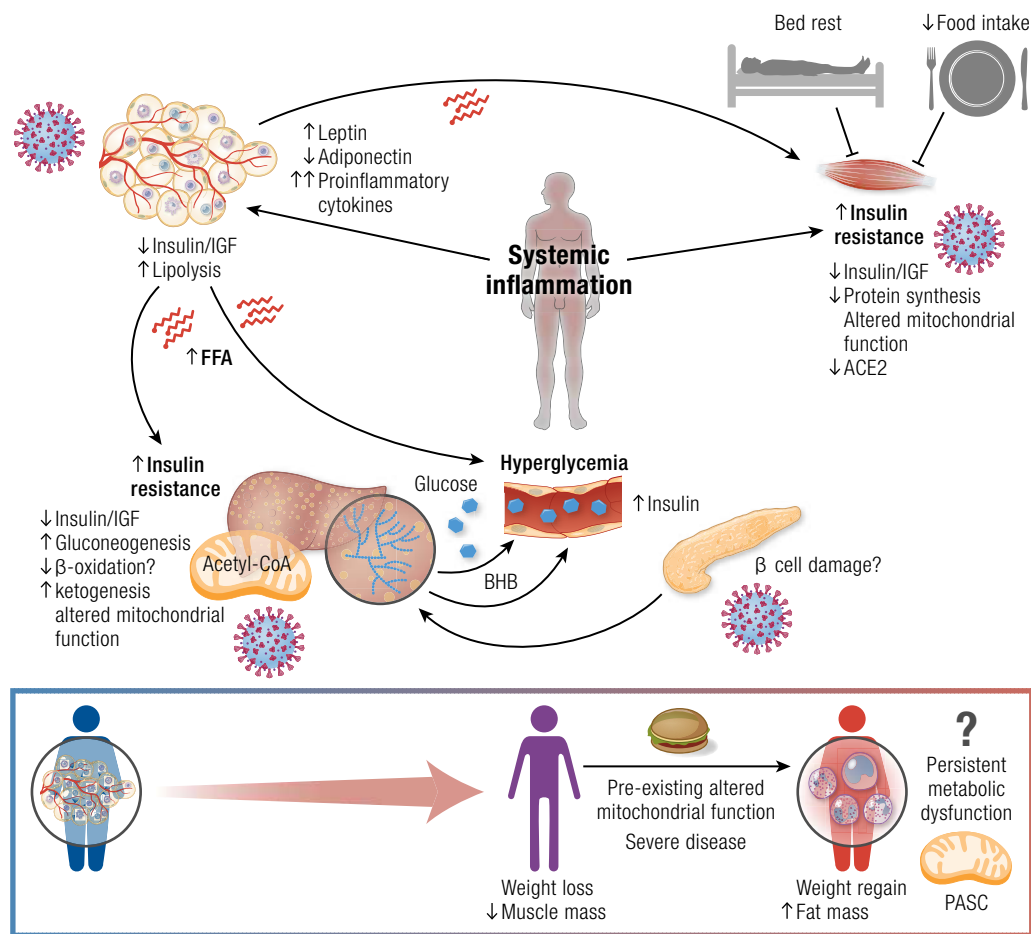 Bed rest
↓Food intake
↑Leptin
↓Adiponectin
↑↑Proinflammatory
cytokines
↓Insulin/IGF
↑Lipolysis
Systemic
inflammation
↑Insulin
resistance
↓Insulin/IGF
↓Protein synthesis
Altered mitochondrial
function
↓ACE2
↑FFA
↑Insulin
resistance
↓Insulin/IGF
↑Gluconeogenesis
↓β-oxidation?
↑ketogenesis
altered mitochondrial
function
Acetyl-CoA
Glucose
Hyperglycemia
BHB
↑Insulin
β cell damage?
Pre-existing altered
mitochondrial function
Severe disease
Weight loss
↓Muscle mass
Weight regain
↑Fat mass
?
Persistent
metabolic
dysfunction
PASC